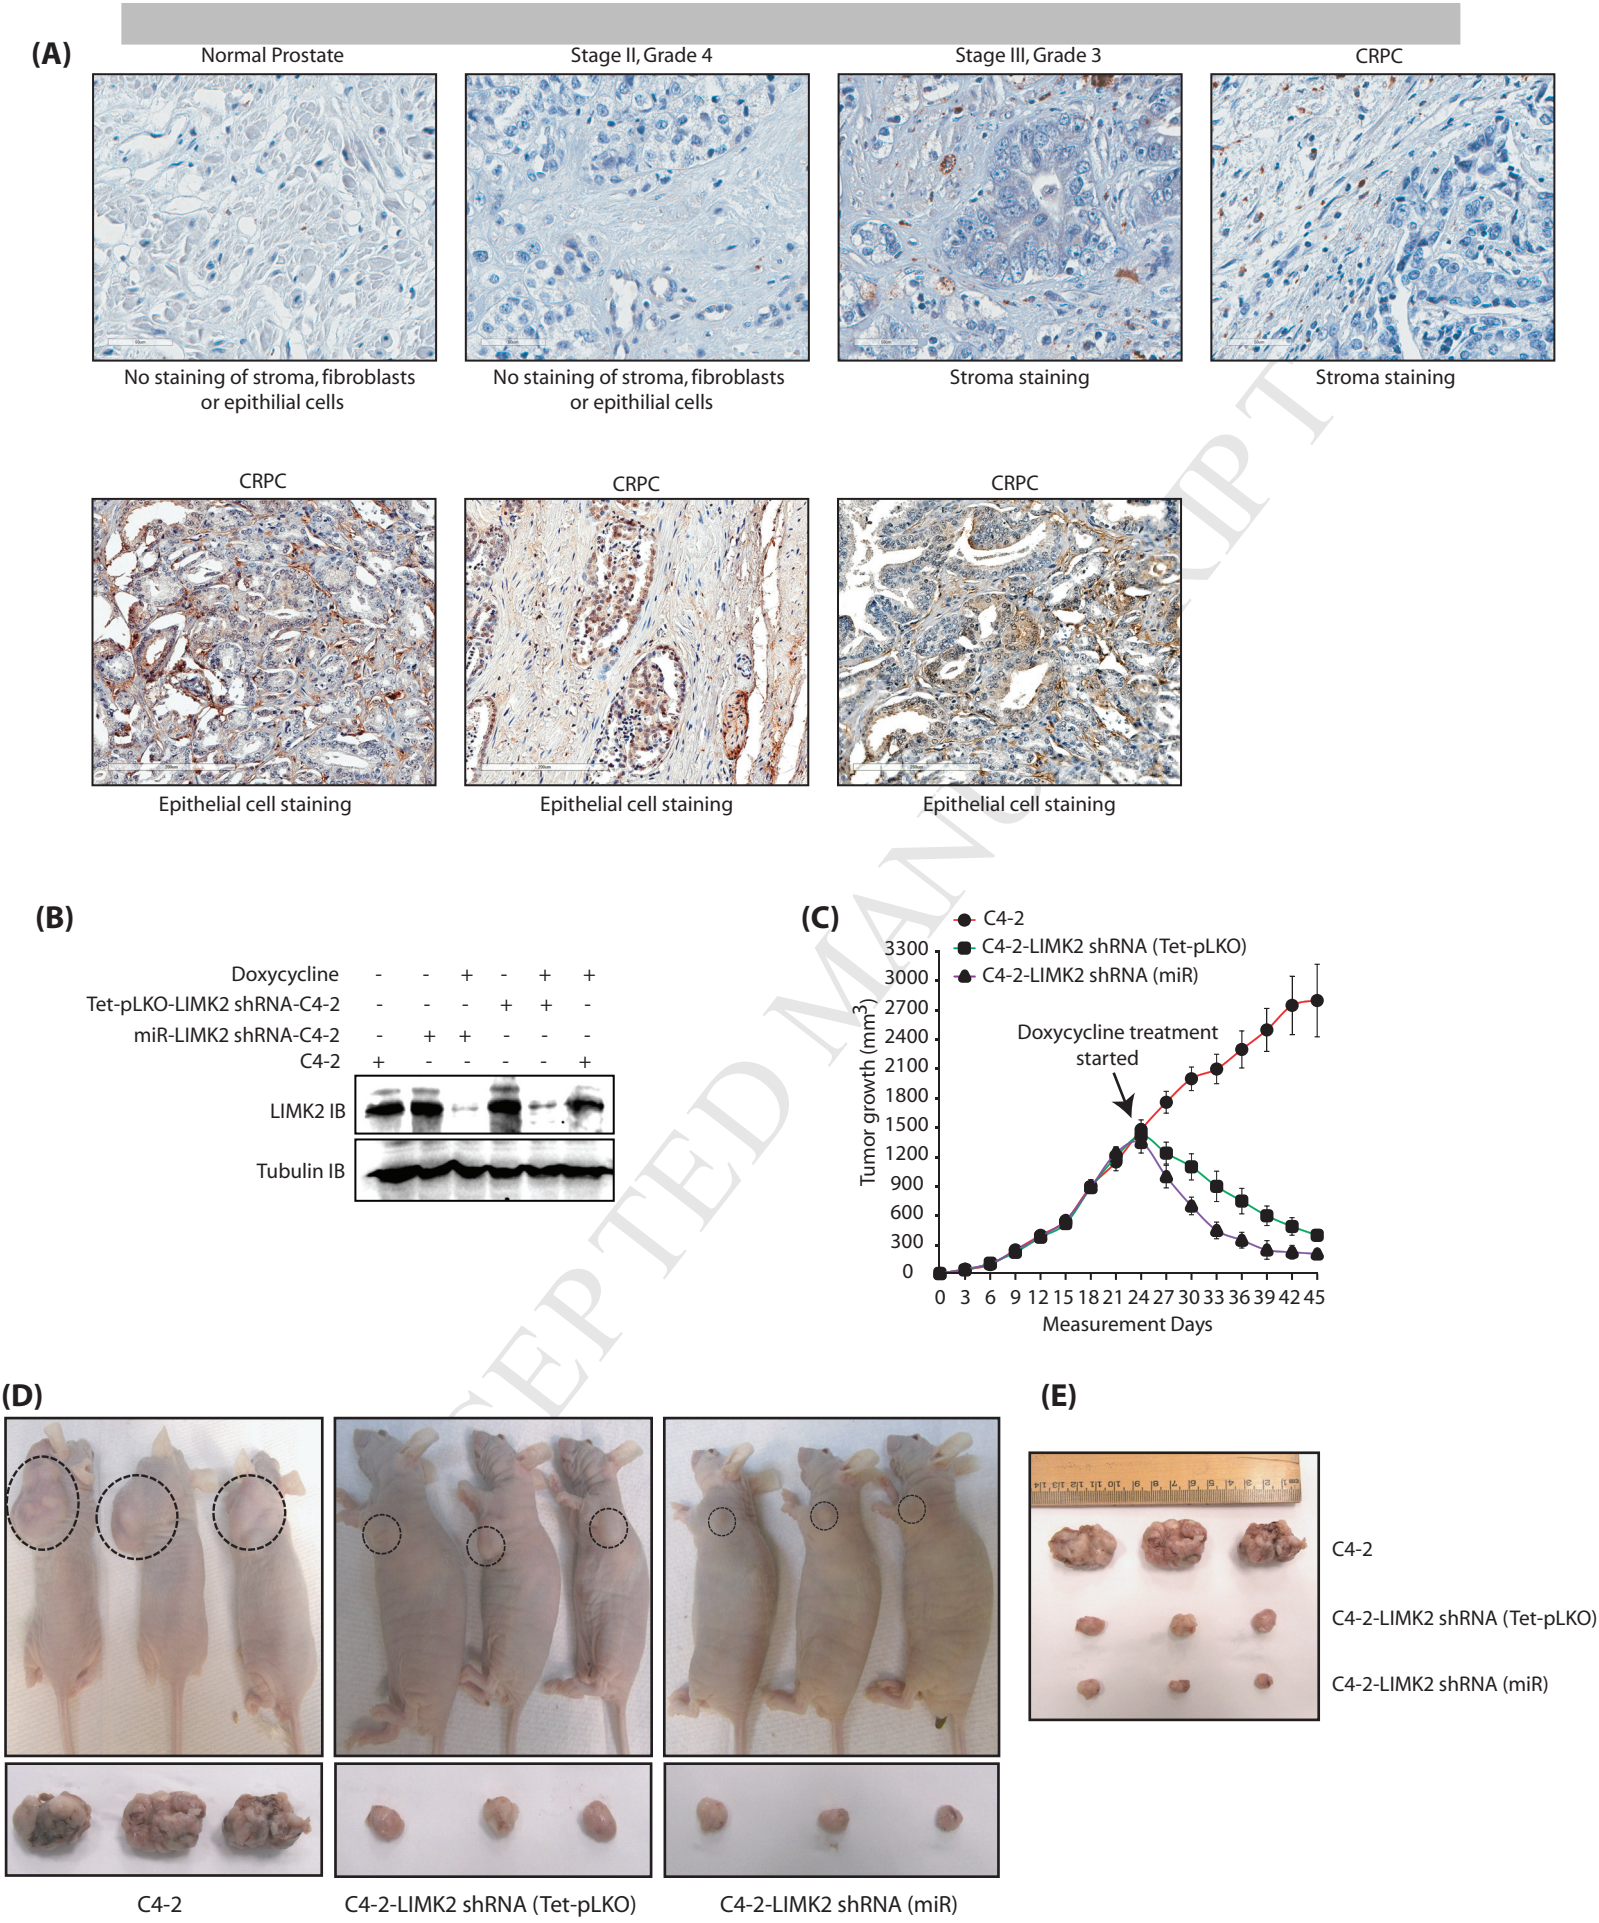 (A)
Normal Prostate
Stage II, Grade 4
Stage III, Grade 3
CRPC
No staining of stroma, fibroblasts
or epithilial cells
No staining of stroma, fibroblasts
or epithilial cells
Stroma staining
Stroma staining
CRPC
CRPC
CRPC
Epithelial cell staining
Epithelial cell staining
Epithelial cell staining
(B)
Doxycycline - - + - + +
Tet-pLKO-LIMK2 shRNA-C4-2 - - - + + -
miR-LIMK2 shRNA-C4-2 - + + - - -
C4-2 + - - - - +
LIMK2 IB
Tubulin IB
(C)
C4-2
C4-2-LIMK2 shRNA (Tet-pLKO)
C4-2-LIMK2 shRNA (miR)
Doxycycline treatment
started
Tumor growth (mm3)
3300
3000
2700
2400
2100
1800
1500
1200
900
600
300
0
0 3 6 9 12 15 18 21 24 27 30 33 36 39 42 45
Measurement Days
(D)
C4-2
C4-2-LIMK2 shRNA (Tet-pLKO)
C4-2-LIMK2 shRNA (miR)
(E)
C4-2
C4-2-LIMK2 shRNA (Tet-pLKO)
C4-2-LIMK2 shRNA (miR)